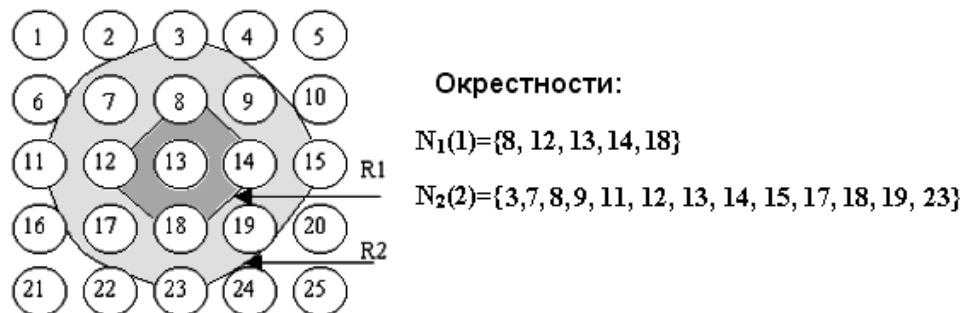 1 2 3 4 5
6 7 8 9 10
11 12 13 14 15
R1
16 17 18 19 20
R2
21 22 23 24 25
Окрестности:
N₁(1)={8, 12, 13, 14, 18}
N₂(2)={3,7, 8,9, 11, 12, 13, 14, 15, 17, 18, 19, 23}